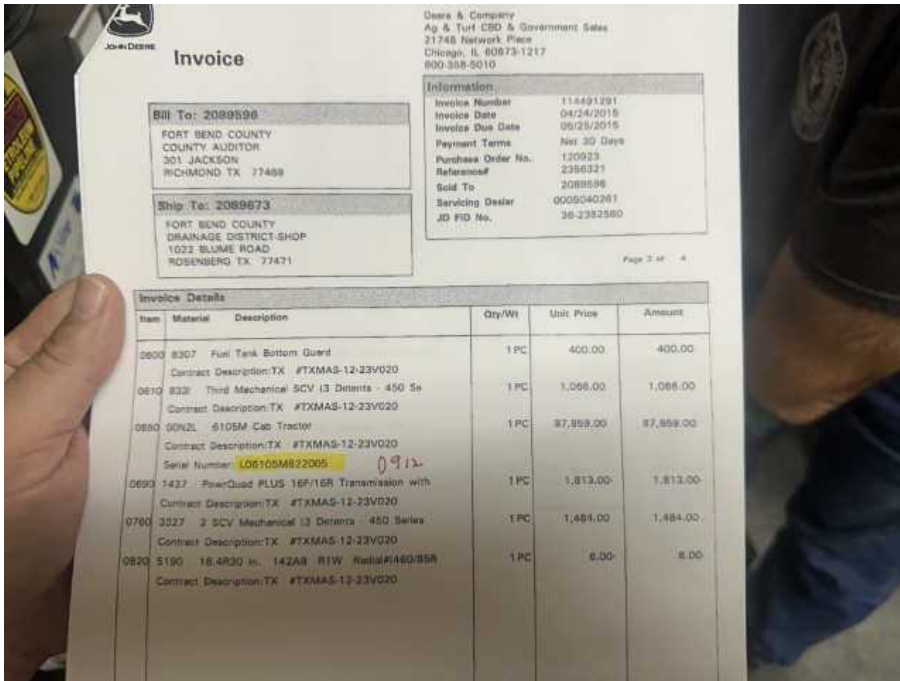 JOHN DEERE
Invoice
Deere & Company
Ag & Turf CBD & Government Sales
21748 Network Place
Chicago, IL 60673-1217
800-358-5010
Information
Invoice Number 114491291
Invoice Date 04/24/2015
Invoice Due Date 05/25/2015
Payment Terms Net 30 Days
Purchase Order No. 120923
Reference# 2356321
Sold To 2089596
Servicing Dealer 0009040261
JD FID No. 36-2382580
Bill To: 2089596
FORT BEND COUNTY
COUNTY AUDITOR
301 JACKSON
RICHMOND TX 77469
Ship To: 2089673
FORT BEND COUNTY
DRAINAGE DISTRICT-SHOP
1022 BLUME ROAD
ROSENBERG TX 77471
Page 3 of 4
Invoice Details
Item Material Description Qty/Wt Unit Price Amount
0600 8307 Fuel Tank Bottom Guard 1 PC 400.00 400.00
Contract Description:TX #TXMAS-12-23V020
0610 833I Third Mechanical SCV (3 Detents - 450 Se 1 PC 1,066.00 1,066.00
Contract Description:TX #TXMAS-12-23V020
0650 00N2L 6105M Cab Tractor 1 PC 87,859.00 87,859.00
Contract Description:TX #TXMAS-12-23V020
Serial Number: L06105M822005 0912
0690 1437 PowrQuad PLUS 16F/16R Transmission with 1 PC 1,813.00- 1,813.00-
Contract Description:TX #TXMAS-12-23V020
0760 3327 2 SCV Mechanical (3 Detents - 450 Series 1 PC 1,484.00 1,484.00
Contract Description:TX #TXMAS-12-23V020
0820 5190 18.4R30 In. 142A8 R1W Radial#(460/85R 1 PC 6.00- 6.00-
Contract Description:TX #TXMAS-12-23V020